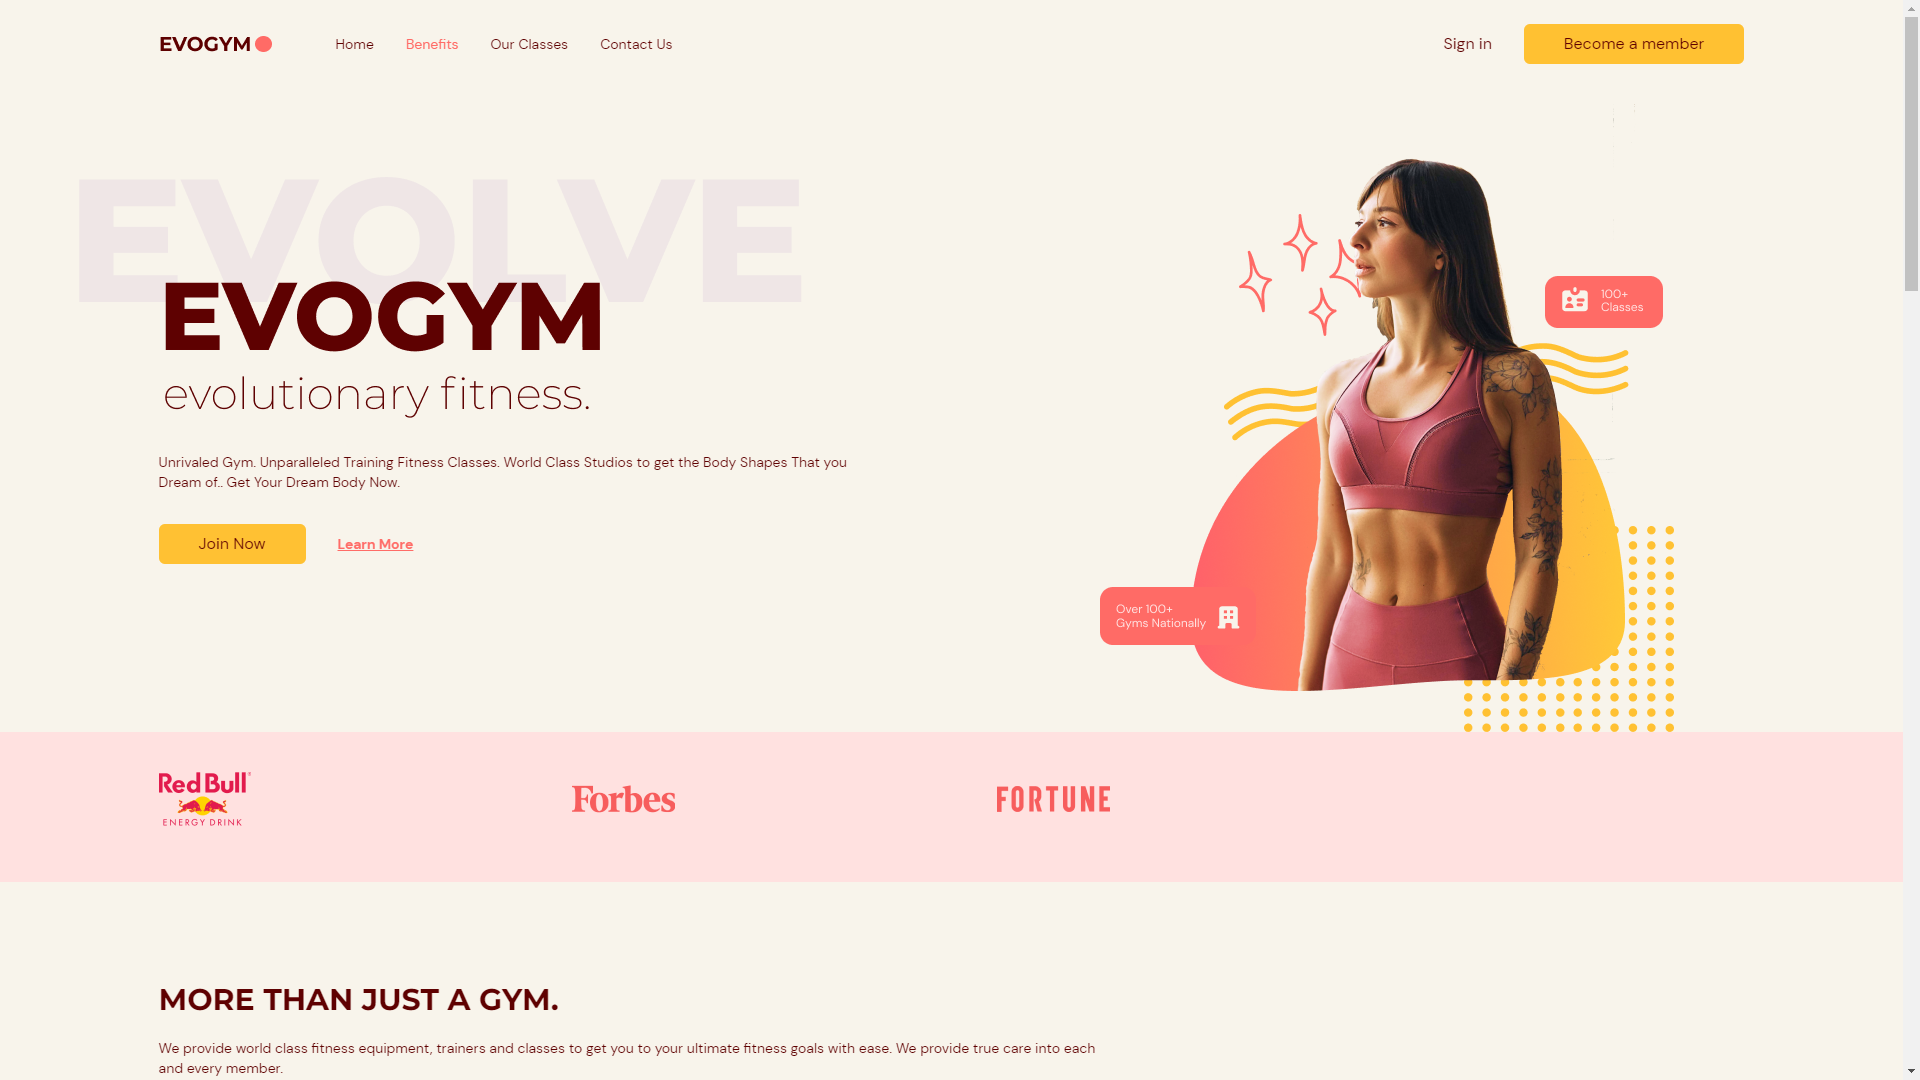 EVOGYM
Home
Benefits
Our Classes
Contact Us
Sign in
Become a member
EVOLVE
EVOGYM
evolutionary fitness.
Unrivaled Gym. Unparalleled Training Fitness Classes. World Class Studios to get the Body Shapes That you
Dream of.. Get Your Dream Body Now.
Join Now
Learn More
100+
Classes
Over 100+
Gyms Nationally
Red Bull
ENERGY DRINK
Forbes
FORTUNE
MORE THAN JUST A GYM.
We provide world class fitness equipment, trainers and classes to get you to your ultimate fitness goals with ease. We provide true care into each
and every member.